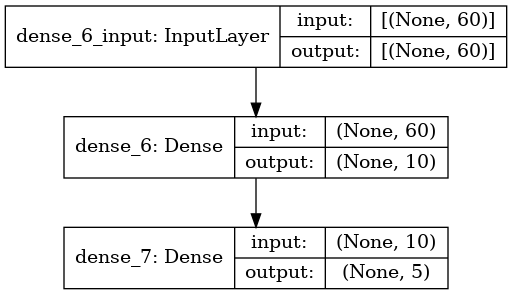 dense_6_input: InputLayer
input:
[(None, 60)]
output:
[(None, 60)]
dense_6: Dense
input:
(None, 60)
output:
(None, 10)
dense_7: Dense
input:
(None, 10)
output:
(None, 5)